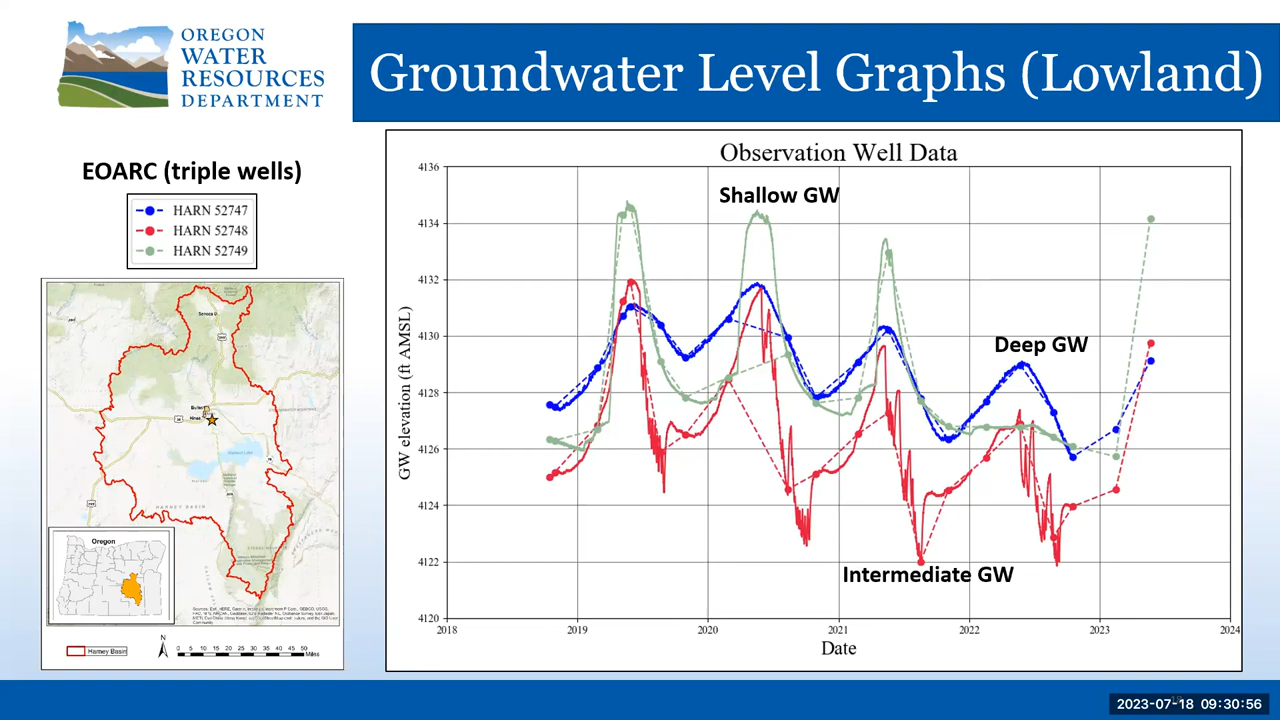 OREGON
WATER
RESOURCES
DEPARTMENT
Groundwater Level Graphs (Lowland)
EOARC (triple wells)
HARN 52747
HARN 52748
HARN 52749
Observation Well Data
Shallow GW
Deep GW
Intermediate GW
GW elevation (ft AMSL)
4136
4134
4132
4130
4128
4126
4124
4122
4120
2018
2019
2020
2021
2022
2023
2024
Date
HARNEY BASIN
Oregon
Harney Basin
N
0 5 10 15 20 25 30 35 40 45 50
Miles
2023-07-18 09:30:56